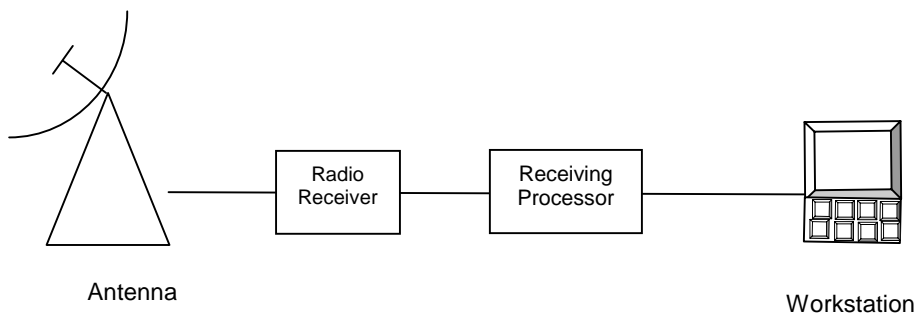 Radio
Receiver
Receiving
Processor
Antenna
Workstation